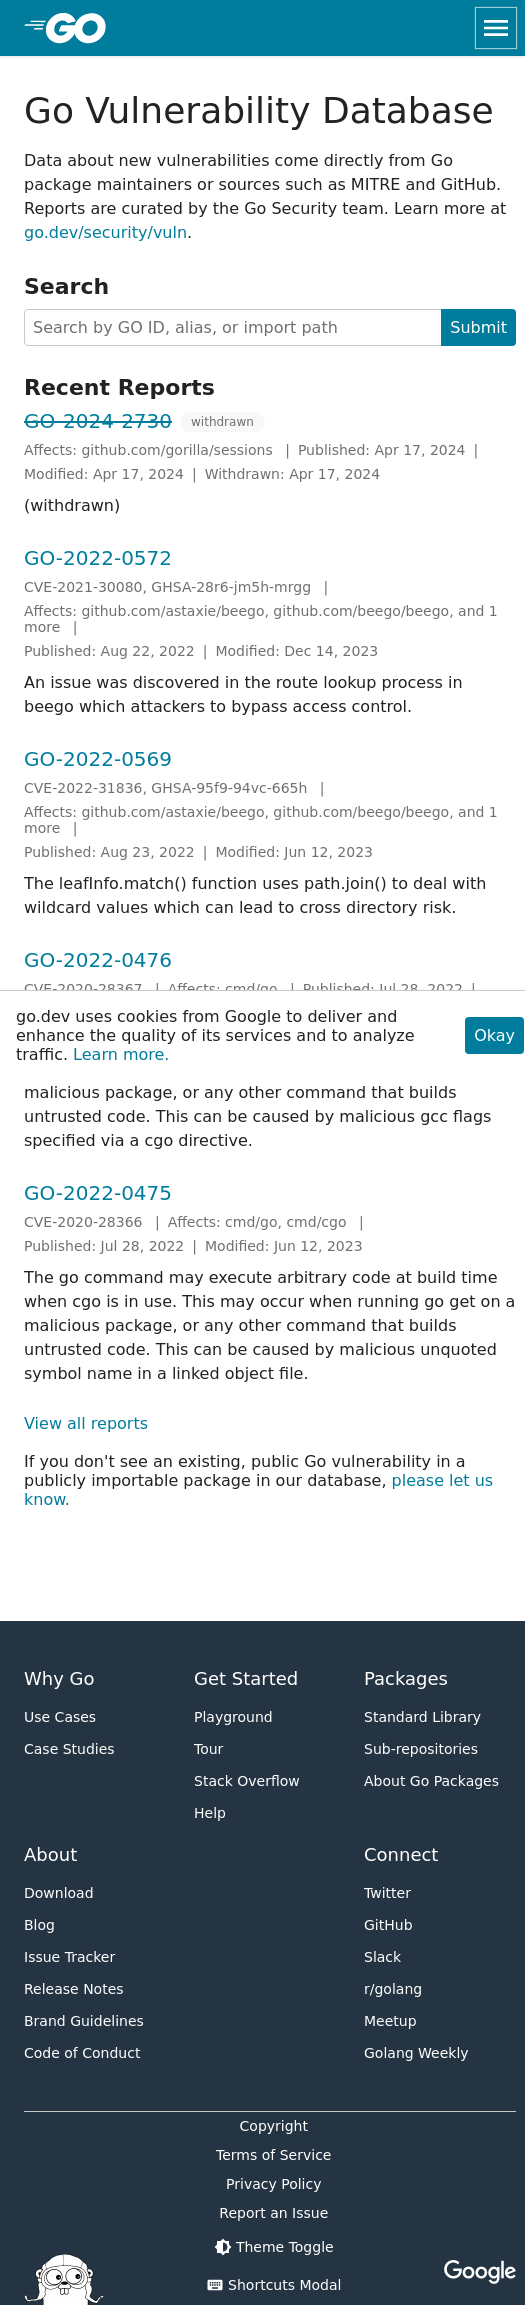 GO
Go Vulnerability Database
Data about new vulnerabilities come directly from Go
package maintainers or sources such as MITRE and GitHub.
Reports are curated by the Go Security team. Learn more at
go.dev/security/vuln.
Search
Search by GO ID, alias, or import path
Submit
Recent Reports
GO-2024-2730 withdrawn
Affects: github.com/gorilla/sessions | Published: Apr 17, 2024 |
Modified: Apr 17, 2024 | Withdrawn: Apr 17, 2024
(withdrawn)
GO-2022-0572
CVE-2021-30080, GHSA-28r6-jm5h-mrgg |
Affects: github.com/astaxie/beego, github.com/beego/beego, and 1
more |
Published: Aug 22, 2022 | Modified: Dec 14, 2023
An issue was discovered in the route lookup process in
beego which attackers to bypass access control.
GO-2022-0569
CVE-2022-31836, GHSA-95f9-94vc-665h |
Affects: github.com/astaxie/beego, github.com/beego/beego, and 1
more |
Published: Aug 23, 2022 | Modified: Jun 12, 2023
The leafInfo.match() function uses path.join() to deal with
wildcard values which can lead to cross directory risk.
GO-2022-0476
CVE-2020-28367 | Affects: cmd/go | Published: Jul 28, 2022 |
go.dev uses cookies from Google to deliver and
enhance the quality of its services and to analyze
traffic. Learn more.
Okay
malicious package, or any other command that builds
untrusted code. This can be caused by malicious gcc flags
specified via a cgo directive.
GO-2022-0475
CVE-2020-28366 | Affects: cmd/go, cmd/cgo |
Published: Jul 28, 2022 | Modified: Jun 12, 2023
The go command may execute arbitrary code at build time
when cgo is in use. This may occur when running go get on a
malicious package, or any other command that builds
untrusted code. This can be caused by malicious unquoted
symbol name in a linked object file.
View all reports
If you don't see an existing, public Go vulnerability in a
publicly importable package in our database, please let us
know.
Why Go
Use Cases
Case Studies
Get Started
Playground
Tour
Stack Overflow
Help
Packages
Standard Library
Sub-repositories
About Go Packages
About
Download
Blog
Issue Tracker
Release Notes
Brand Guidelines
Code of Conduct
Connect
Twitter
GitHub
Slack
r/golang
Meetup
Golang Weekly
Copyright
Terms of Service
Privacy Policy
Report an Issue
Theme Toggle
Shortcuts Modal
Google